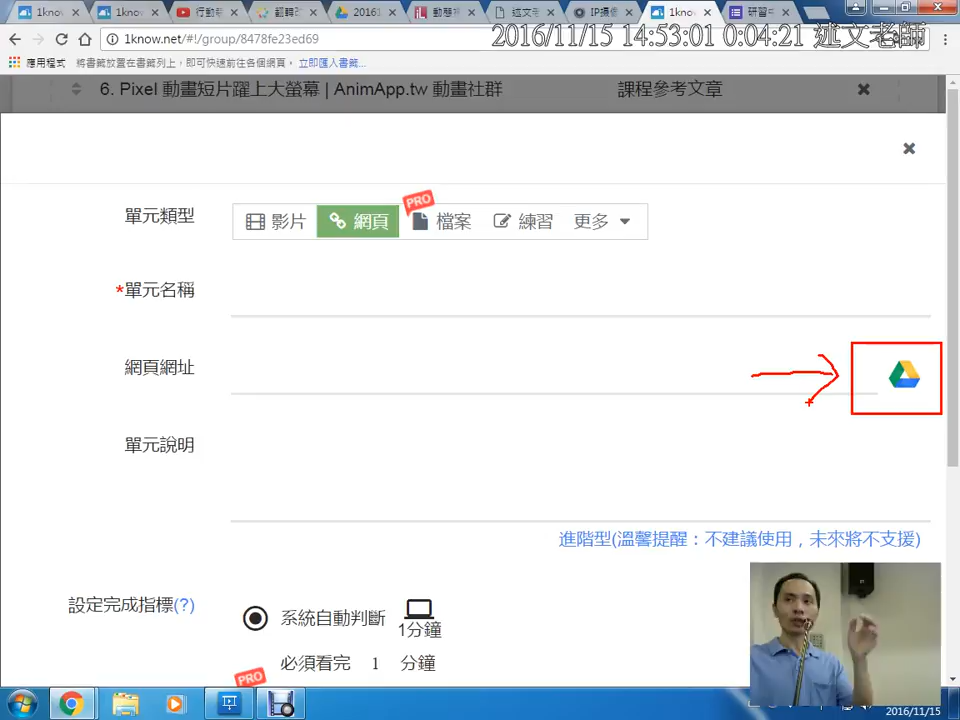 1know
1know
行動載
翻轉改
20161
動態掃
述文老
IP攝像
1know
研習中
1know.net/#!/group/8478fe23ed69
2016/11/15 14:53:01 0:04:21 述文老師
應用程式 將書籤放置在書籤列上，即可快速前往各個網頁。 立即匯入書籤...
6. Pixel 動畫短片躍上大螢幕 | AnimApp.tw 動畫社群 課程參考文章
單元類型 影片 網頁 PRO 檔案 練習 更多
*單元名稱
網頁網址
單元說明
進階型(溫馨提醒：不建議使用，未來將不支援)
設定完成指標(?) 系統自動判斷 1分鐘
必須看完 1 分鐘
PRO
2016/11/15